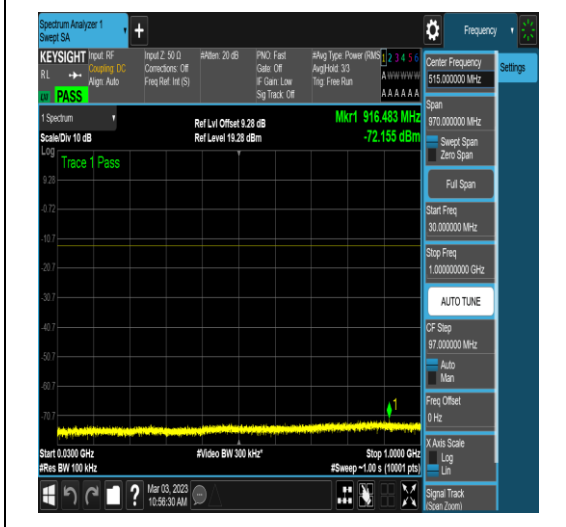 Spectrum Analyzer 1
Swept SA
+
Frequency
KEYSIGHT
RL
PASS
Input: RF
Coupling: DC
Align: Auto
Input Z: 50 Ω
Corrections: Off
Freq Ref: Int (S)
#Atten: 20 dB
PNO: Fast
Gate: Off
IF Gain: Low
Sig Track: Off
#Avg Type: Power (RMS)
Avg|Hold: 3/3
Trig: Free Run
1 2 3 4 5 6
A W W W W W
A A A A A A
Center Frequency
515.000000 MHz
Settings
Span
970.000000 MHz
Swept Span
Zero Span
Full Span
Start Freq
30.000000 MHz
Stop Freq
1.000000000 GHz
AUTO TUNE
CF Step
97.000000 MHz
Auto
Man
Freq Offset
0 Hz
X Axis Scale
Log
Lin
Signal Track
(Span Zoom)
1 Spectrum
Scale/Div 10 dB
Ref Lvl Offset 9.28 dB
Ref Level 19.28 dBm
Mkr1 916.483 MHz
-72.155 dBm
Log
Trace 1 Pass
9.28
-0.72
-10.7
-20.7
-30.7
-40.7
-50.7
-60.7
-70.7
1
Start 0.0300 GHz
#Res BW 100 kHz
#Video BW 300 kHz*
Stop 1.0000 GHz
#Sweep ~1.00 s (10001 pts)
?
Mar 03, 2023
10:56:30 AM